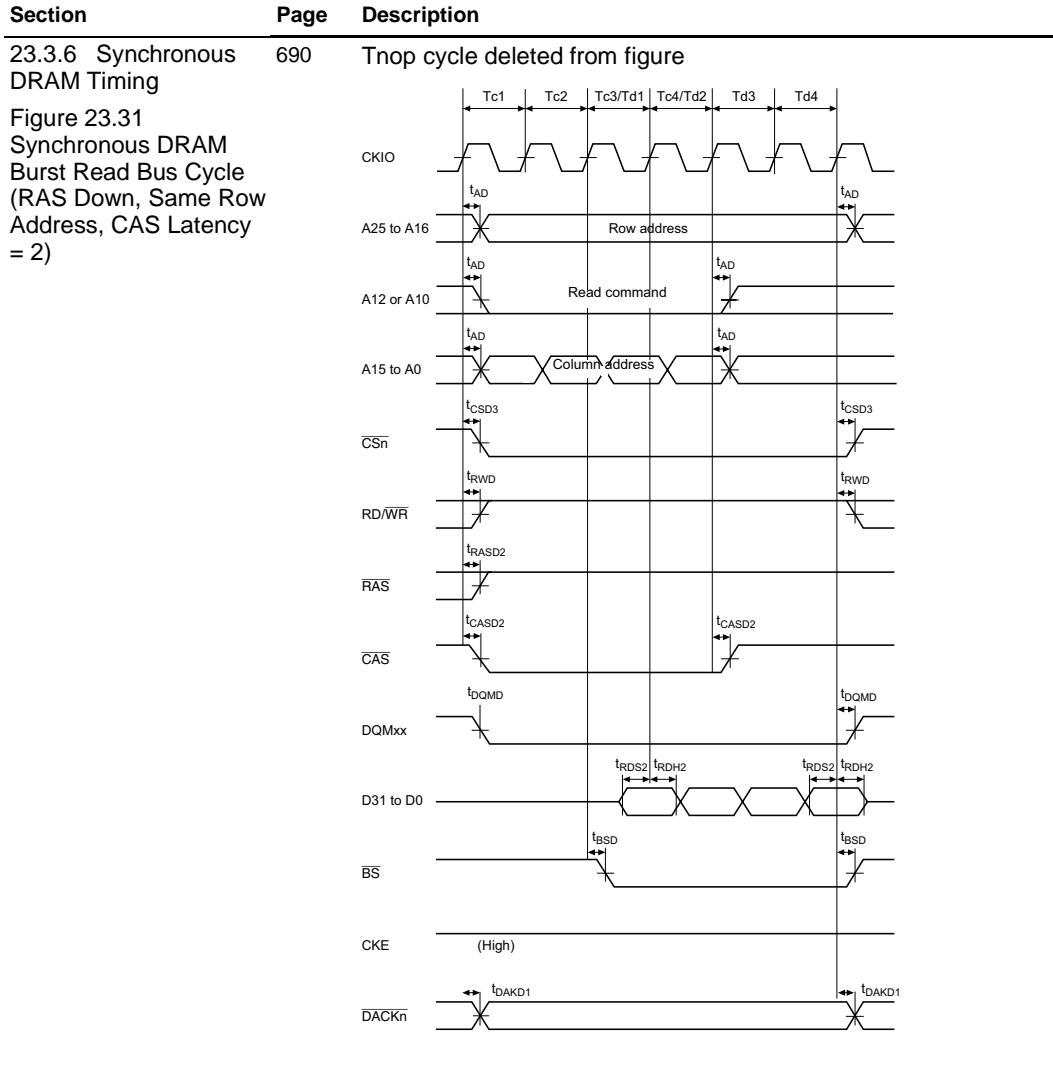 Section Page Description
23.3.6 Synchronous DRAM Timing
690
Tnop cycle deleted from figure
Figure 23.31
Synchronous DRAM
Burst Read Bus Cycle
(RAS Down, Same Row
Address, CAS Latency
= 2)
Tc1 Tc2 Tc3/Td1 Tc4/Td2 Td3 Td4
CKIO
tAD tAD
A25 to A16 Row address
tAD tAD
A12 or A10 Read command
tAD tAD
A15 to A0 Column address
tCSD3 tCSD3
CSn
tRWD tRWD
RD/WR
tRASD2
RAS
tCASD2 tCASD2
CAS
tDQMD tDQMD
DQMxx
tRDS2 tRDH2 tRDS2 tRDH2
D31 to D0
tBSD tBSD
BS
CKE (High)
tDAKD1 tDAKD1
DACKn